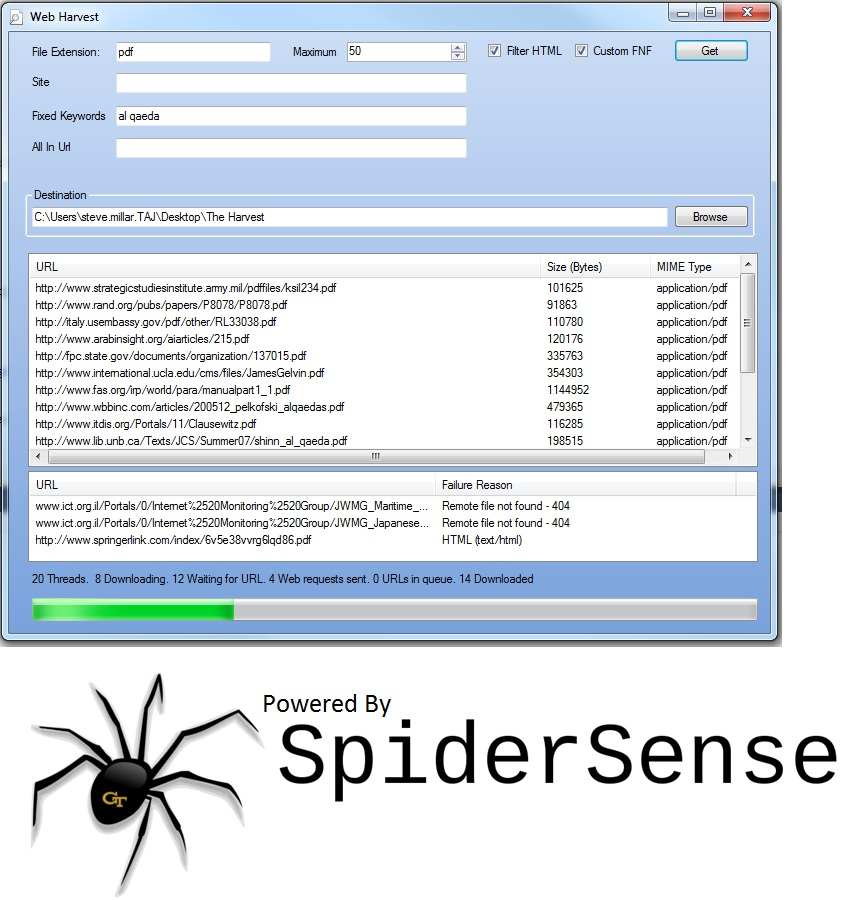 Web Harvest
File Extension: pdf Maximum 50 Filter HTML Custom FNF Get
Site
Fixed Keywords al qaeda
All In Url
Destination
C:\Users\steve.millar.TAJ\Desktop\The Harvest Browse
URL Size (Bytes) MIME Type
http://www.strategicstudiesinstitute.army.mil/pdffiles/ksil234.pdf 101625 application/pdf
http://www.rand.org/pubs/papers/P8078/P8078.pdf 91863 application/pdf
http://italy.usembassy.gov/pdf/other/RL33038.pdf 110780 application/pdf
http://www.arabinsight.org/aiarticles/215.pdf 120176 application/pdf
http://fpc.state.gov/documents/organization/137015.pdf 335763 application/pdf
http://www.international.ucla.edu/cms/files/JamesGelvin.pdf 354303 application/pdf
http://www.fas.org/irp/world/para/manualpart1_1.pdf 1144952 application/pdf
http://www.wbbinc.com/articles/200512_pelkofski_alqaedas.pdf 479365 application/pdf
http://www.itdis.org/Portals/11/Clausewitz.pdf 116285 application/pdf
http://www.lib.unb.ca/Texts/JCS/Summer07/shinn_al_qaeda.pdf 198515 application/pdf
URL Failure Reason
www.ict.org.il/Portals/0/Internet%2520Monitoring%2520Group/JWMG_Maritime_... Remote file not found - 404
www.ict.org.il/Portals/0/Internet%2520Monitoring%2520Group/JWMG_Japanese... Remote file not found - 404
http://www.springerlink.com/index/6v5e38vvrg6lqd86.pdf HTML (text/html)
20 Threads. 8 Downloading. 12 Waiting for URL. 4 Web requests sent. 0 URLs in queue. 14 Downloaded
Powered By
SpiderSense
GT